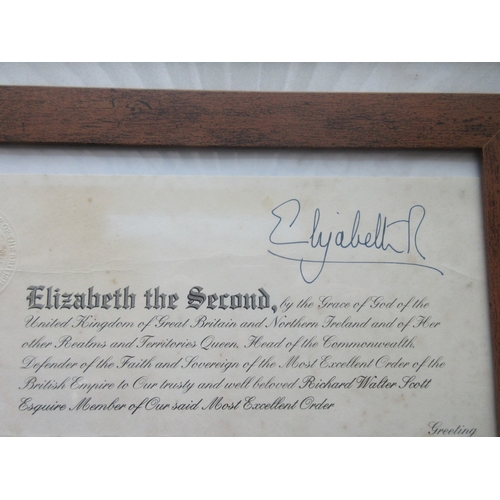 Elizabeth R
Elizabeth the Second, by the Grace of God of the
United Kingdom of Great Britain and Northern Ireland and of Her
other Realms and Territories Queen, Head of the Commonwealth,
Defender of the Faith and Sovereign of the Most Excellent Order of the
British Empire to Our trusty and well beloved Richard Walter Scott
Esquire Member of Our said Most Excellent Order
Greeting